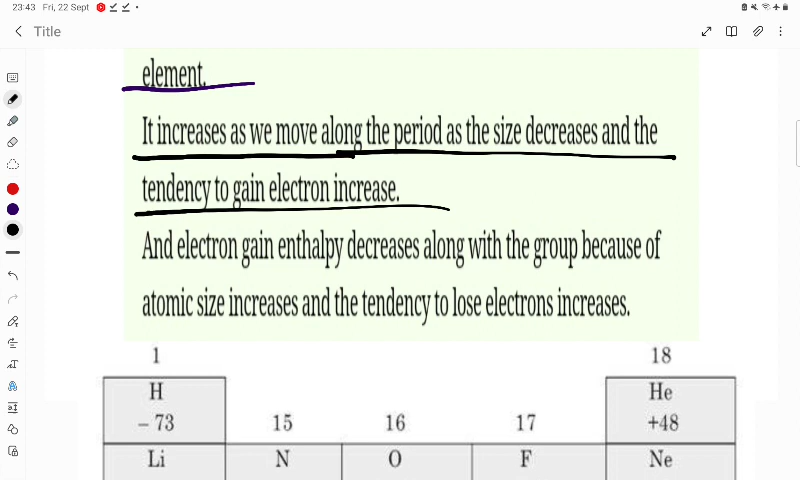 23:43 Fri, 22 Sept
Title
element.
It increases as we move along the period as the size decreases and the
tendency to gain electron increase.
And electron gain enthalpy decreases along with the group because of
atomic size increases and the tendency to lose electrons increases.
1 18
H He
– 73 15 16 17 +48
Li N O F Ne